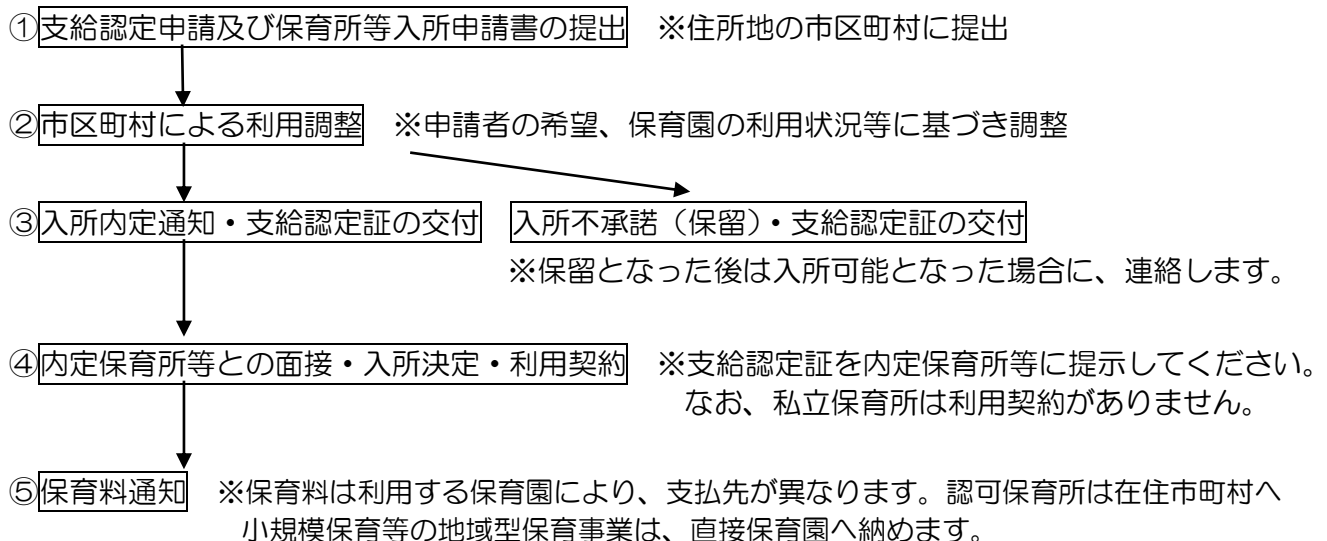 ①支給認定申請及び保育所等入所申請書の提出 ※住所地の市区町村に提出
②市区町村による利用調整 ※申請者の希望、保育園の利用状況等に基づき調整
③入所内定通知・支給認定証の交付 入所不承諾（保留）・支給認定証の交付
※保留となった後は入所可能となった場合に、連絡します。
④内定保育所等との面接・入所決定・利用契約 ※支給認定証を内定保育所等に提示してください。
なお、私立保育所は利用契約がありません。
⑤保育料通知 ※保育料は利用する保育園により、支払先が異なります。認可保育所は在住市町村へ
小規模保育等の地域型保育事業は、直接保育園へ納めます。